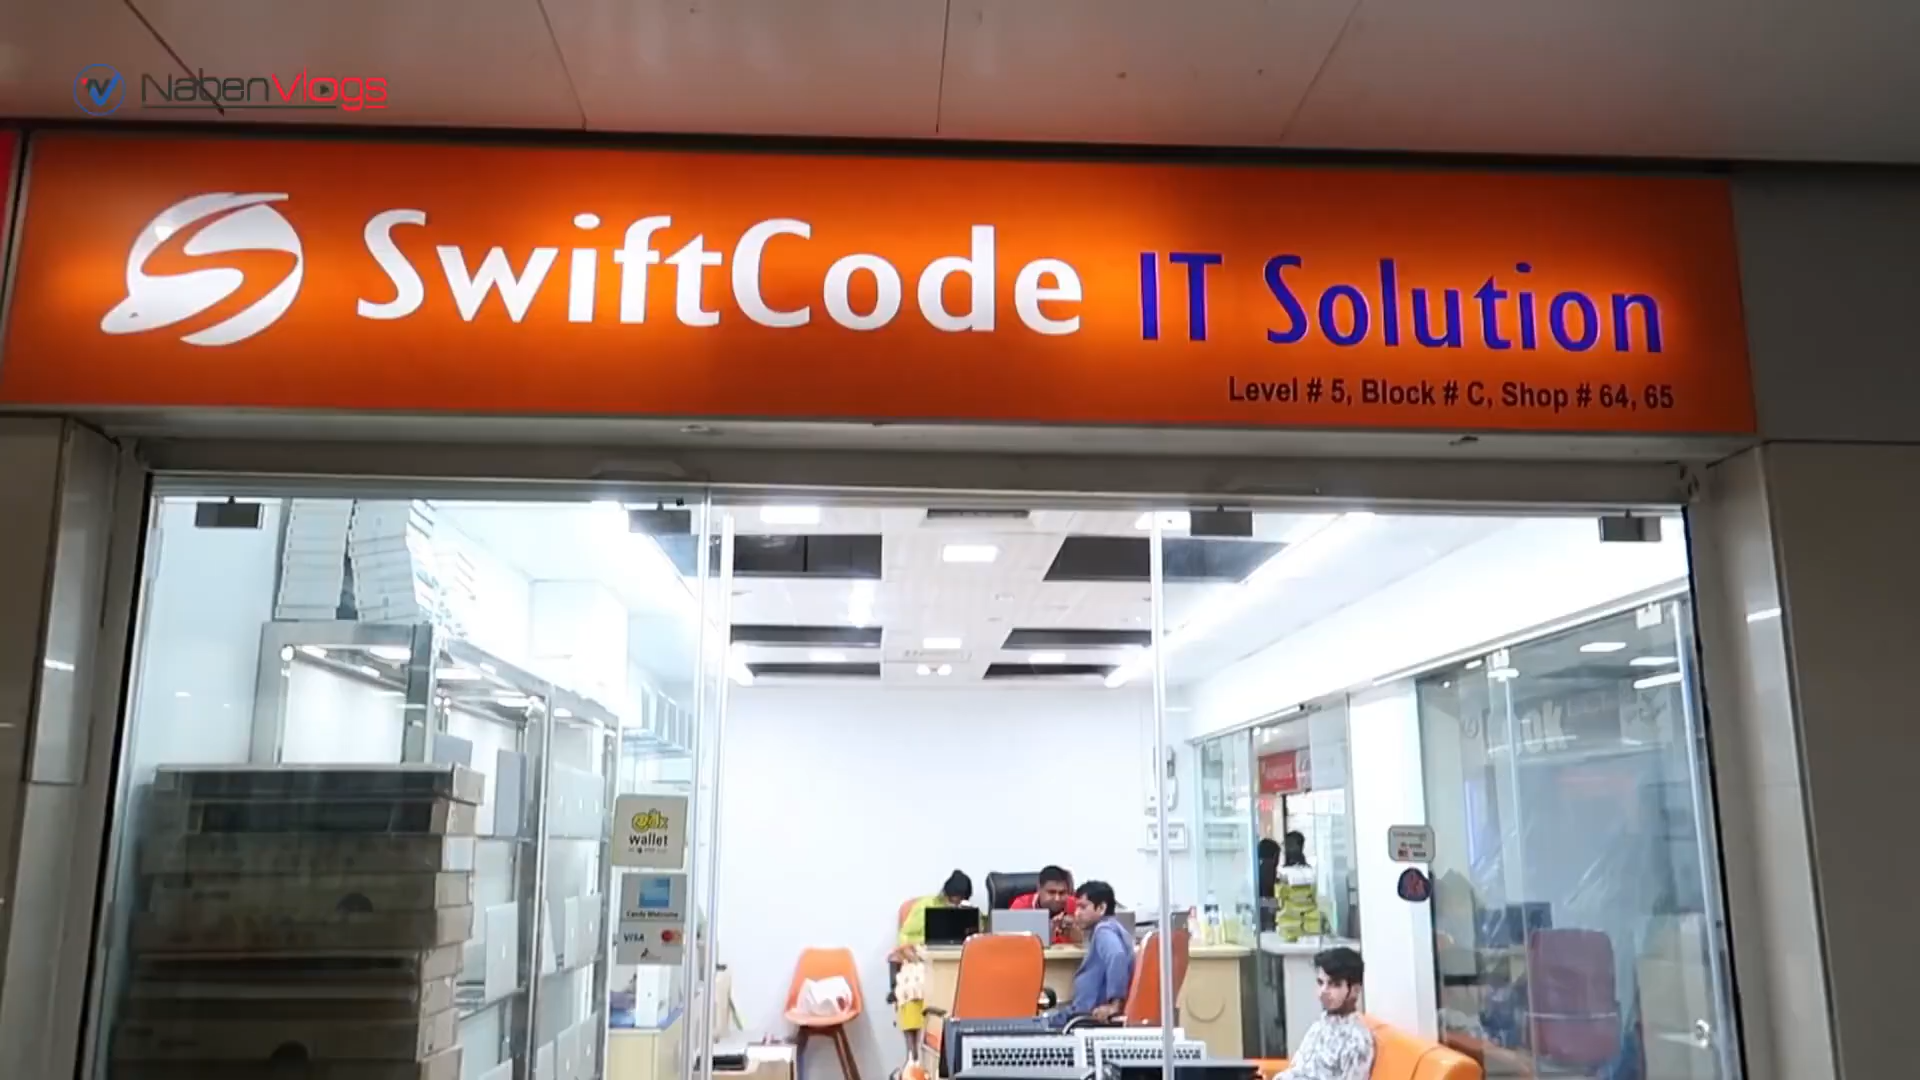 NabenVlogs
SwiftCode IT Solution
Level # 5, Block # C, Shop # 64, 65
wallet
VISA